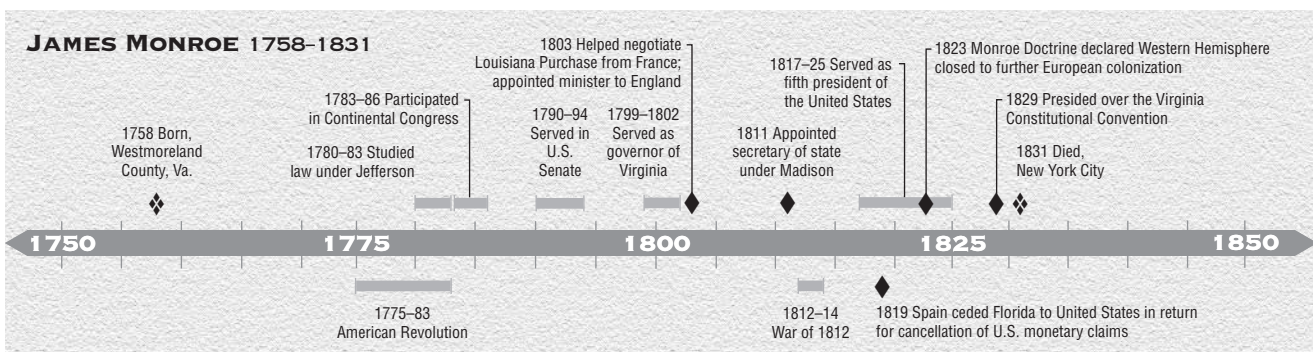 JAMES MONROE 1758–1831
1758 Born,
Westmoreland
County, Va.
1780–83 Studied
law under Jefferson
1783–86 Participated
in Continental Congress
1790–94
Served in
U.S.
Senate
1799–1802
Served as
governor of
Virginia
1803 Helped negotiate
Louisiana Purchase from France;
appointed minister to England
1811 Appointed
secretary of state
under Madison
1817–25 Served as
fifth president of
the United States
1823 Monroe Doctrine declared Western Hemisphere
closed to further European colonization
1829 Presided over the Virginia
Constitutional Convention
1831 Died,
New York City
1750 1775 1800 1825 1850
1775–83
American Revolution
1812–14
War of 1812
1819 Spain ceded Florida to United States in return
for cancellation of U.S. monetary claims